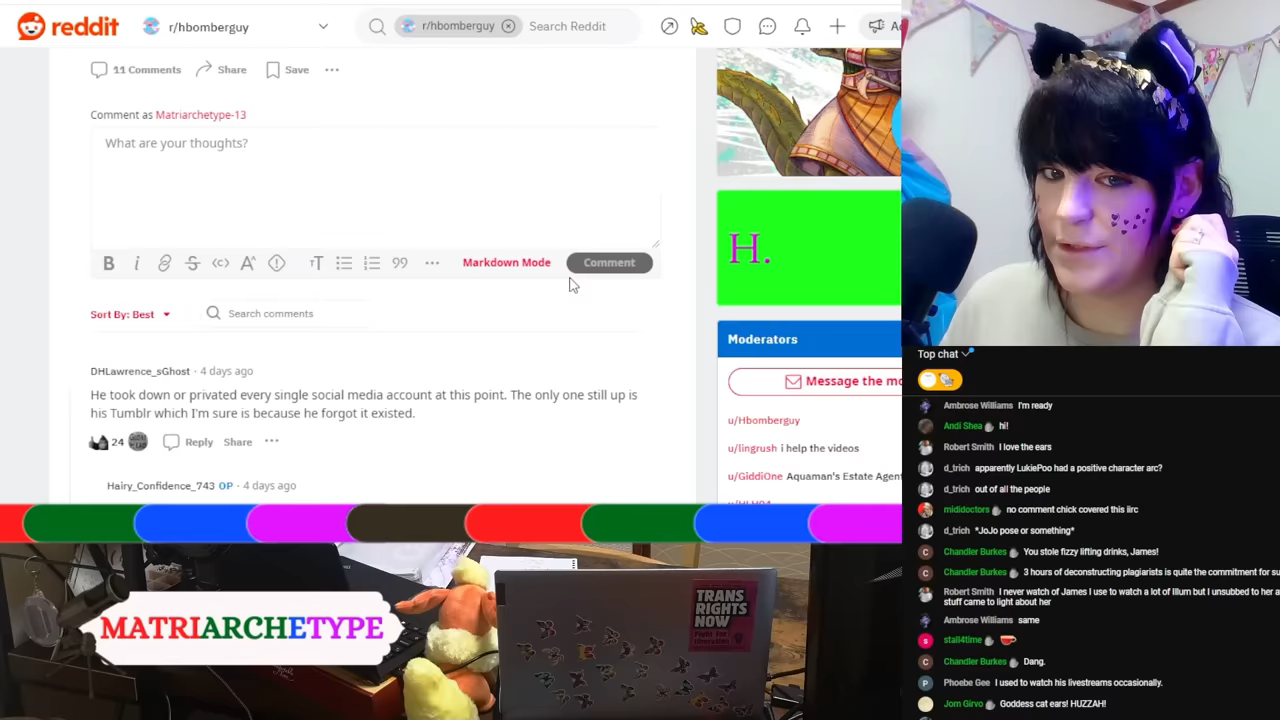 reddit
r/hbomberguy
r/hbomberguy
Search Reddit
11 Comments
Share
Save
Comment as Matriarchetype-13
What are your thoughts?
Markdown Mode
Comment
Sort By: Best
Search comments
DHLawrence_sGhost · 4 days ago
He took down or privated every single social media account at this point. The only one still up is
his Tumblr which I'm sure is because he forgot it existed.
24
Reply
Share
Hairy_Confidence_743 OP · 4 days ago
H.
Moderators
Message the mo
u/Hbomberguy
u/lingrush i help the videos
u/GiddiOne Aquaman's Estate Agent
MATRIARCHETYPE
TRANS
RIGHTS
NOW
Top chat
Ambrose Williams I'm ready
Andi Shea hi!
Robert Smith I love the ears
d_trich apparently LukiePoo had a positive character arc?
d_trich out of all the people
mididoctors no comment chick covered this iirc
d_trich *JoJo pose or something*
Chandler Burkes You stole fizzy lifting drinks, James!
Chandler Burkes 3 hours of deconstructing plagiarists is quite the commitment for su
Robert Smith I never watch of James I use to watch a lot of Illum but I unsubbed to her a
stuff came to light about her
Ambrose Williams same
stall4time
Chandler Burkes Dang.
Phoebe Gee I used to watch his livestreams occasionally.
Jom Girvo Goddess cat ears! HUZZAH!